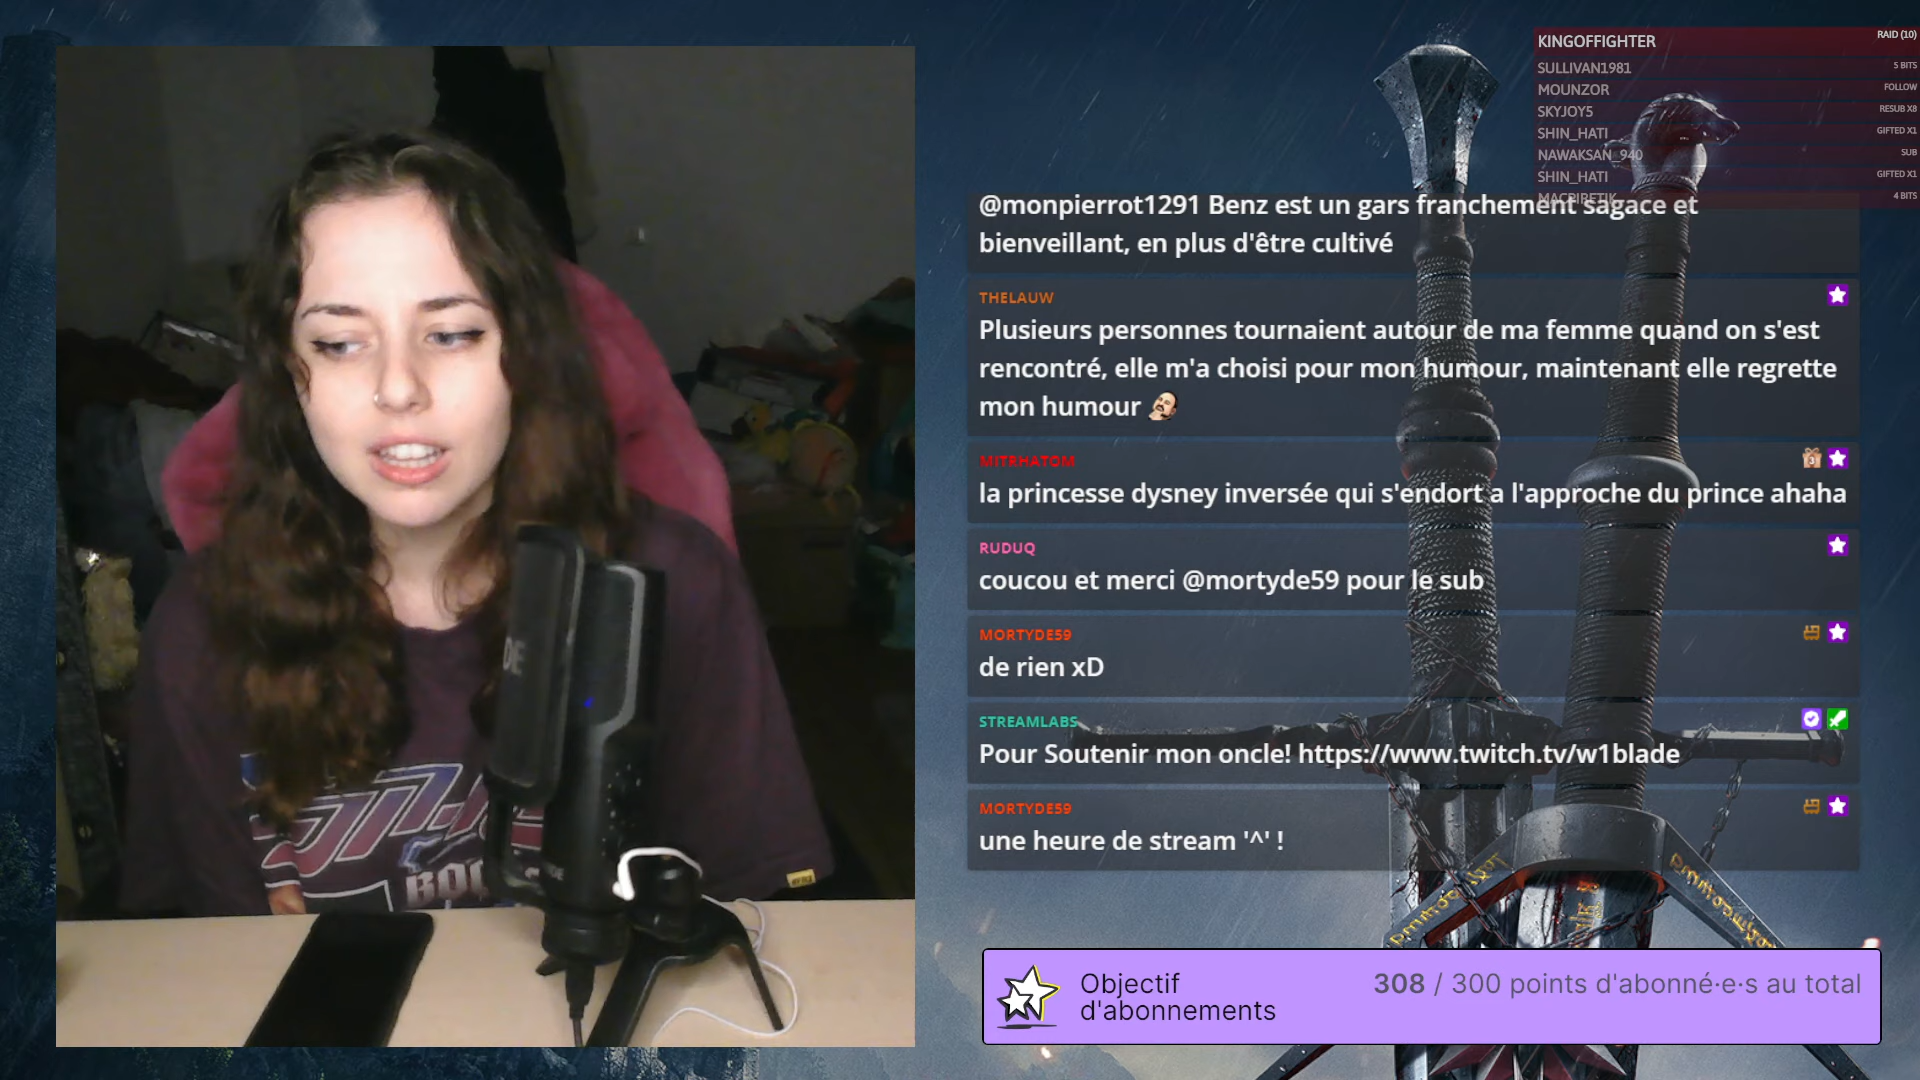 KINGOFFIGHTER RAID (10)
SULLIVAN1981 5 BITS
MOUNZOR FOLLOW
SKYJOY5 RESUB X8
SHIN_HATI GIFTED X1
NAWAKSAN_940 SUB
SHIN_HATI GIFTED X1
4 BITS
@monpierrot1291 Benz est un gars franchement sagace et
bienveillant, en plus d'être cultivé
THELAUW
Plusieurs personnes tournaient autour de ma femme quand on s'est
rencontré, elle m'a choisi pour mon humour, maintenant elle regrette
mon humour
MITRHATOM
la princesse dysney inversée qui s'endort a l'approche du prince ahaha
RUDUQ
coucou et merci @mortyde59 pour le sub
MORTYDE59
de rien xD
STREAMLABS
Pour Soutenir mon oncle! https://www.twitch.tv/w1blade
MORTYDE59
une heure de stream '^' !
Objectif
d'abonnements
308 / 300 points d'abonné·e·s au total